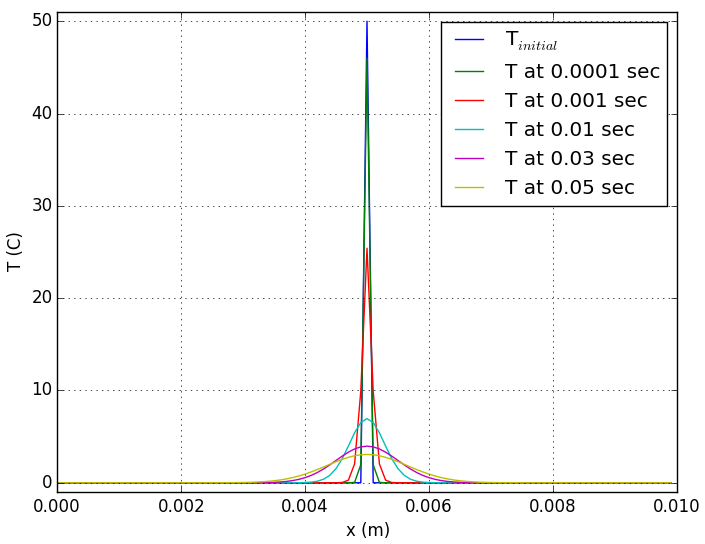 50
40
30
20
10
0
T (C)
T_initial
T at 0.0001 sec
T at 0.001 sec
T at 0.01 sec
T at 0.03 sec
T at 0.05 sec
0.000 0.002 0.004 0.006 0.008 0.010
x (m)